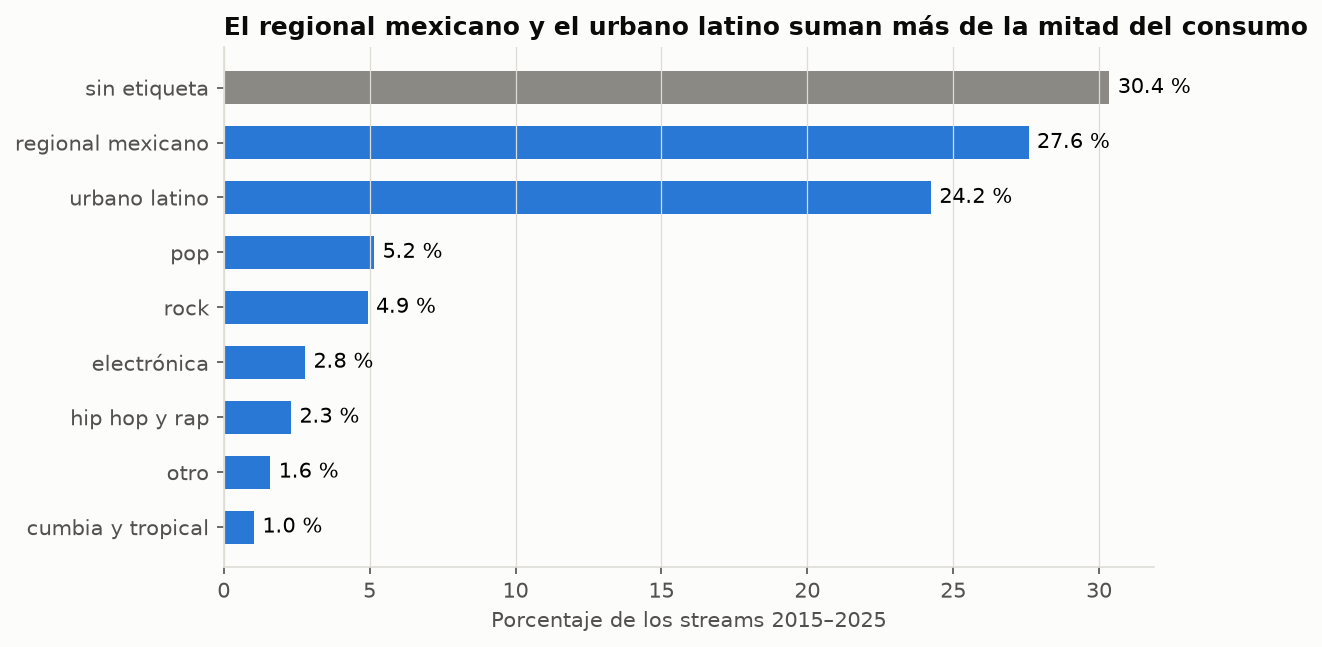 El regional mexicano y el urbano latino suman más de la mitad del consumo
sin etiqueta 30.4 %
regional mexicano 27.6 %
urbano latino 24.2 %
pop 5.2 %
rock 4.9 %
electrónica 2.8 %
hip hop y rap 2.3 %
otro 1.6 %
cumbia y tropical 1.0 %
0 5 10 15 20 25 30
Porcentaje de los streams 2015–2025